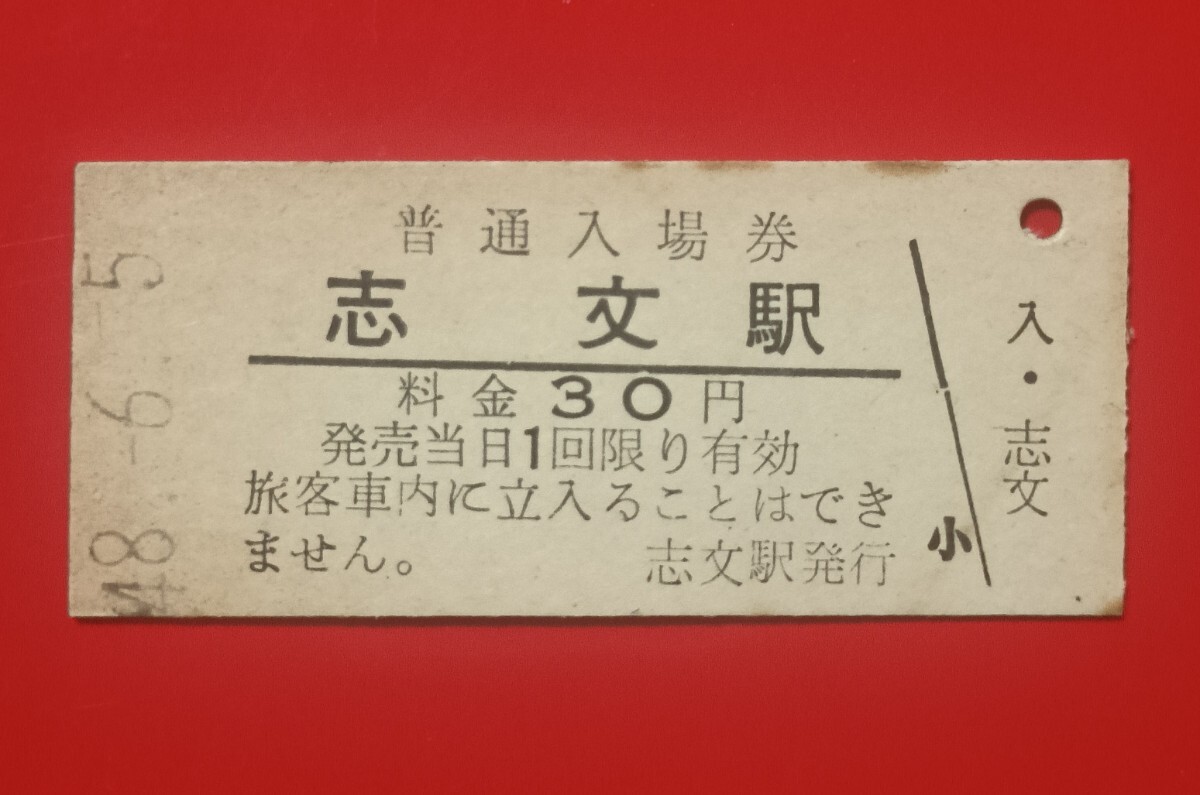 普通入場券
志文駅
料金30円
発売当日1回限り有効
旅客車内に立入ることはでき
ません。 志文駅発行
小
入・志文
48-6-5